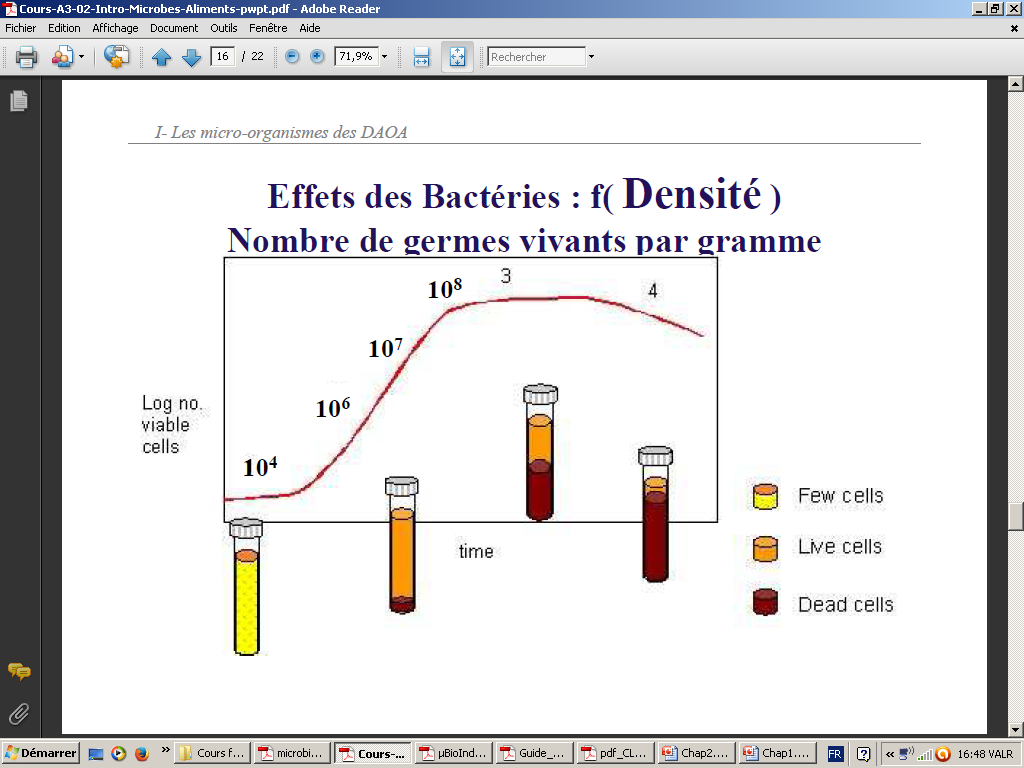 Cours-A3-02-Intro-Microbes-Aliments-pwpt.pdf - Adobe Reader
Fichier Edition Affichage Document Outils Fenêtre Aide
16 / 22 71,9% Rechercher
I- Les micro-organismes des DAOA
Effets des Bactéries : f( Densité )
Nombre de germes vivants par gramme
3
4
10⁸
10⁷
10⁶
10⁴
Log no.
viable
cells
time
Few cells
Live cells
Dead cells
Démarrer » Cours f... microbi... Cours-... µBioInd... Guide_... pdf_CL... Chap2.... Chap1.... FR « 16:48 VALR